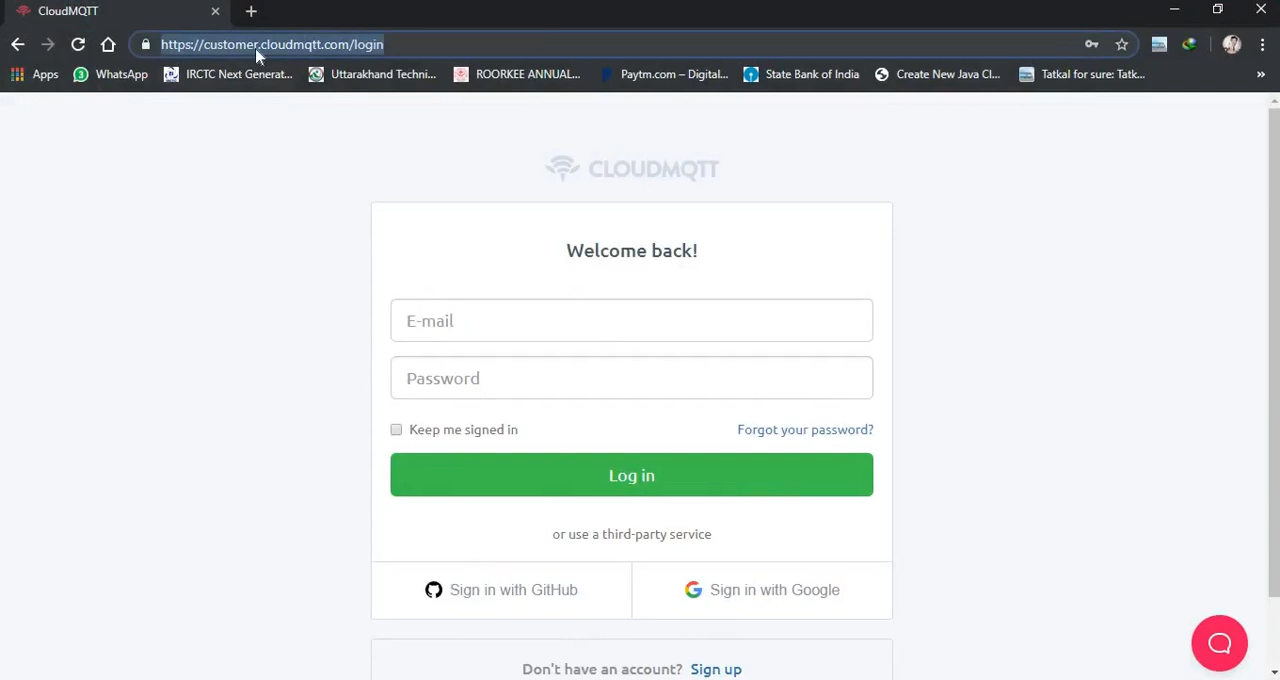 CloudMQTT
https://customer.cloudmqtt.com/login
Apps WhatsApp IRCTC Next Generat... Uttarakhand Techni... ROORKEE ANNUAL... Paytm.com – Digital... State Bank of India Create New Java Cl... Tatkal for sure: Tatk... »
CLOUDMQTT
Welcome back!
E-mail
Password
Keep me signed in Forgot your password?
Log in
or use a third-party service
Sign in with GitHub Sign in with Google
Don't have an account? Sign up